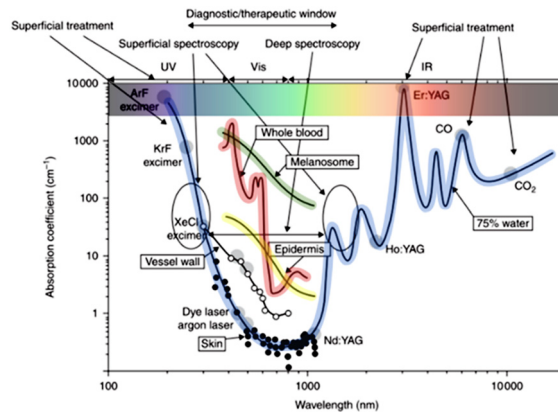 Diagnostic/therapeutic window
Superficial treatment
Superficial spectroscopy
Deep spectroscopy
Superficial treatment
UV
Vis
IR
10000
ArF
excimer
Er:YAG
1000
Whole blood
CO
KrF
excimer
Melanosome
CO2
100
75% water
XeCl
excimer
Epidermis
Ho:YAG
10
Vessel wall
1
Dye laser
argon laser
Skin
Nd:YAG
Absorption coefficient (cm⁻¹)
100
1000
10000
Wavelength (nm)